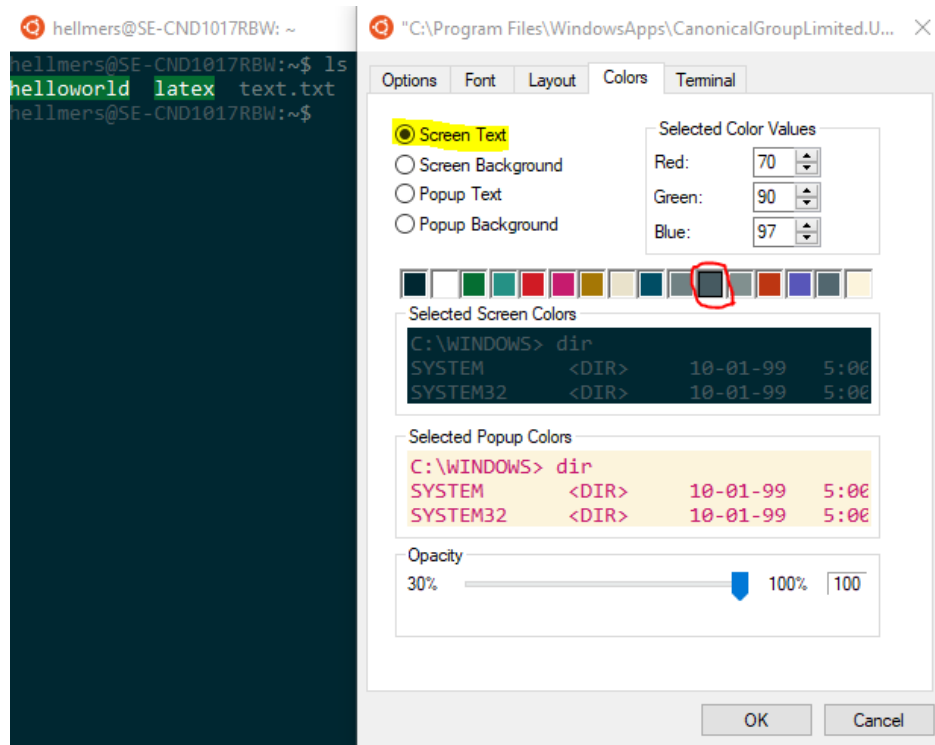 hellmers@SE-CND1017RBW: ~
hellmers@SE-CND1017RBW:~$ ls
helloworld latex text.txt
hellmers@SE-CND1017RBW:~$
"C:\Program Files\WindowsApps\CanonicalGroupLimited.U...
Options Font Layout Colors Terminal
Screen Text
Screen Background
Popup Text
Popup Background
Selected Color Values
Red: 70
Green: 90
Blue: 97
Selected Screen Colors
C:\WINDOWS> dir
SYSTEM <DIR> 10-01-99 5:00
SYSTEM32 <DIR> 10-01-99 5:00
Selected Popup Colors
C:\WINDOWS> dir
SYSTEM <DIR> 10-01-99 5:00
SYSTEM32 <DIR> 10-01-99 5:00
Opacity
30% 100% 100
OK Cancel